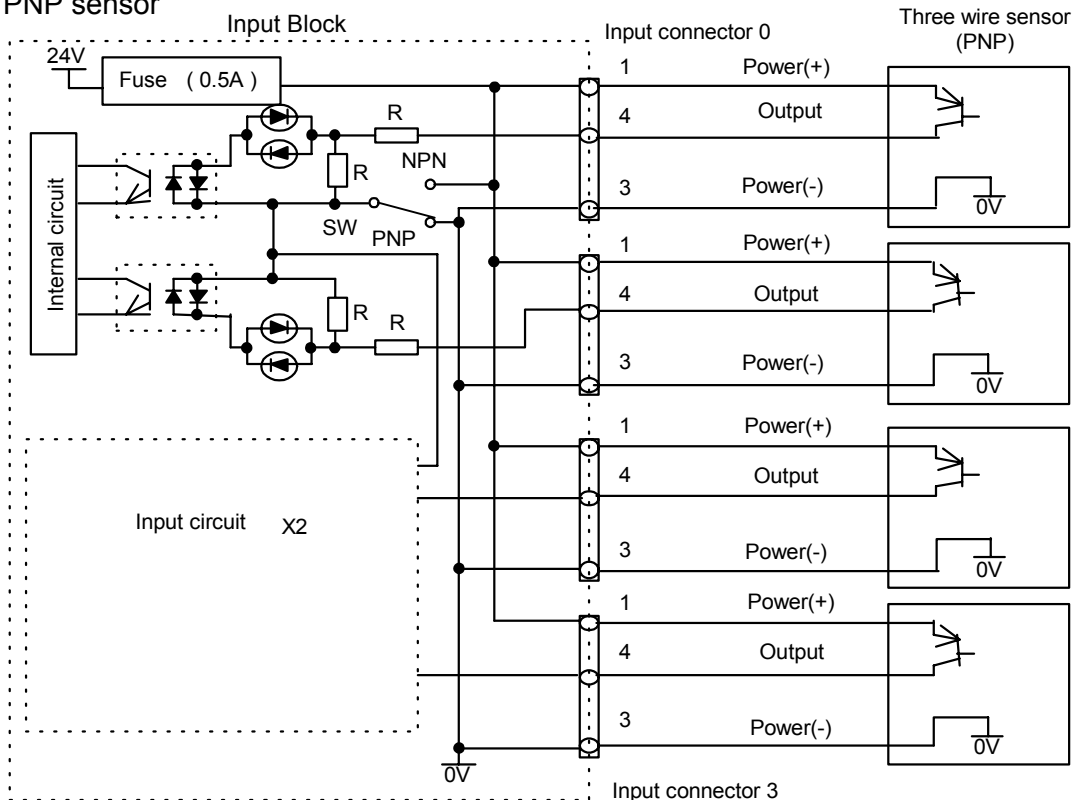 PNP sensor
Input Block
Input connector 0
Three wire sensor
(PNP)
24V
Fuse ( 0.5A )
1 Power(+)
R
4 Output
NPN
R
3 Power(-)
0V
SW
PNP
Internal circuit
1 Power(+)
4 Output
R
R
3 Power(-)
0V
1 Power(+)
4 Output
Input circuit X2
3 Power(-)
0V
1 Power(+)
4 Output
3 Power(-)
0V
0V
Input connector 3